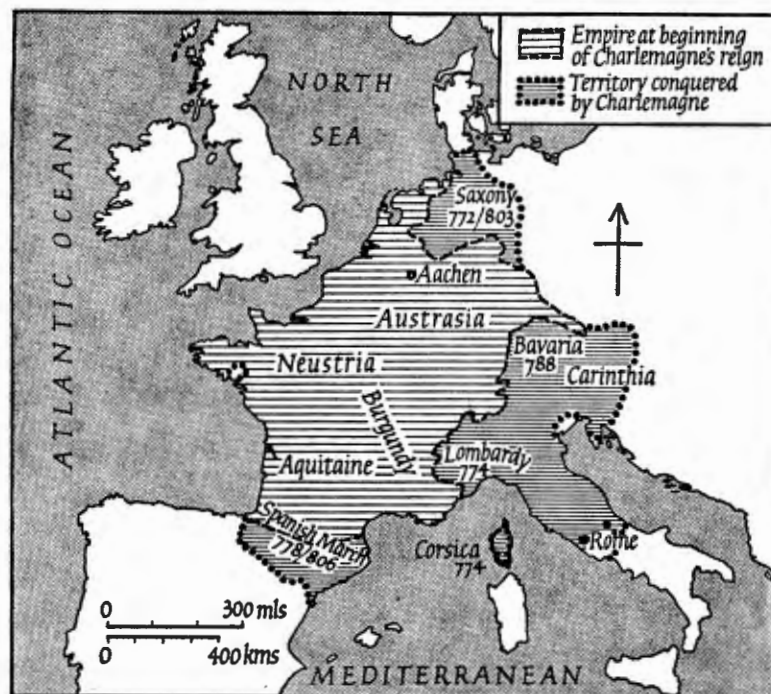 Empire at beginning
of Charlemagne's reign
Territory conquered
by Charlemagne
NORTH
SEA
ATLANTIC OCEAN
Saxony
772/803
Aachen
Austrasia
Neustria
Bavaria
788
Carinthia
Burgundy
Lombardy
774
Aquitaine
Spanish March
778/806
Corsica
774
Rome
0 300 mls
0 400 kms
MEDITERRANEAN